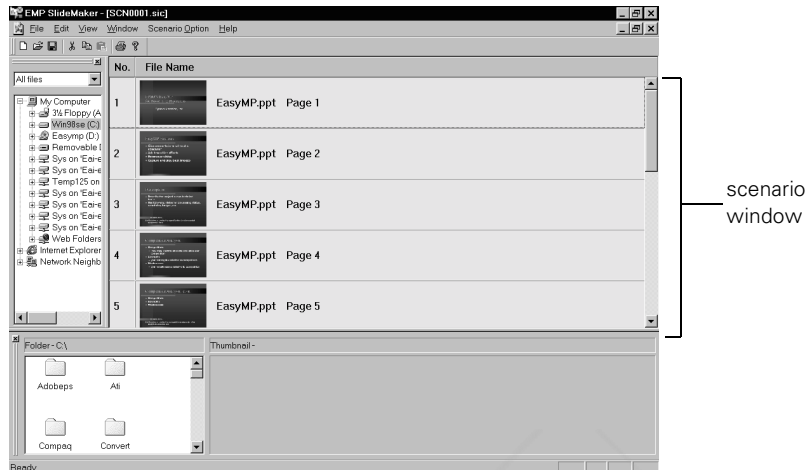 EMP SlideMaker - [SCN0001.sic]
File Edit View Window Scenario Option Help
All files
My Computer
3½ Floppy (A
Win98se (C:)
Easymp (D:)
Removable
Sys on 'Eai-e
Sys on 'Eai-e
Temp125 on
Sys on 'Eai-e
Sys on 'Eai-e
Sys on 'Eai-e
Sys on 'Eai-e
Web Folders
Internet Explorer
Network Neighb
No. File Name
1 EasyMP.ppt Page 1
2 EasyMP.ppt Page 2
3 EasyMP.ppt Page 3
4 EasyMP.ppt Page 4
5 EasyMP.ppt Page 5
scenario
window
Folder - C:\
Thumbnail -
Adobeps Ati
Compaq Convert
Ready